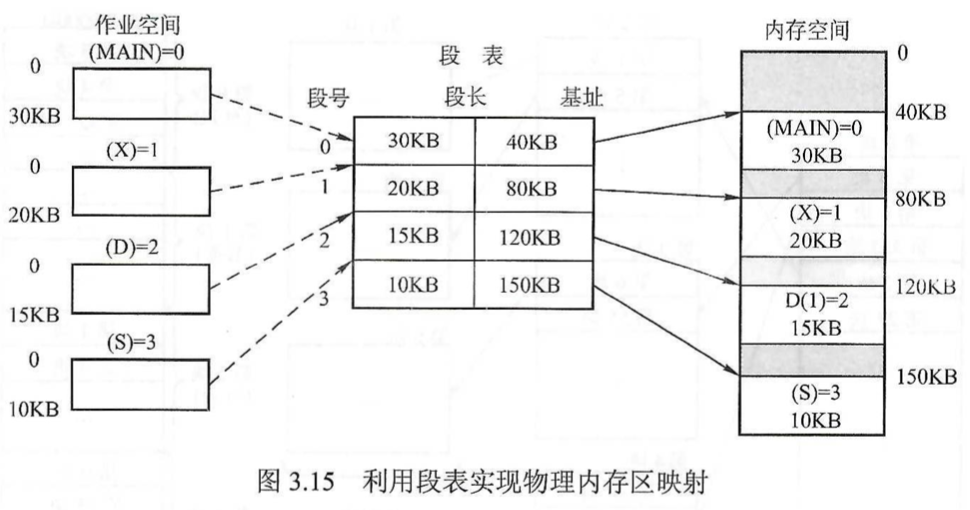 作业空间
(MAIN)=0
0
30KB
(X)=1
0
20KB
(D)=2
0
15KB
(S)=3
0
10KB
段 表
段号 段长 基址
0 30KB 40KB
1 20KB 80KB
2 15KB 120KB
3 10KB 150KB
内存空间
0
40KB
(MAIN)=0
30KB
80KB
(X)=1
20KB
120KB
D(1)=2
15KB
150KB
(S)=3
10KB
图 3.15 利用段表实现物理内存区映射